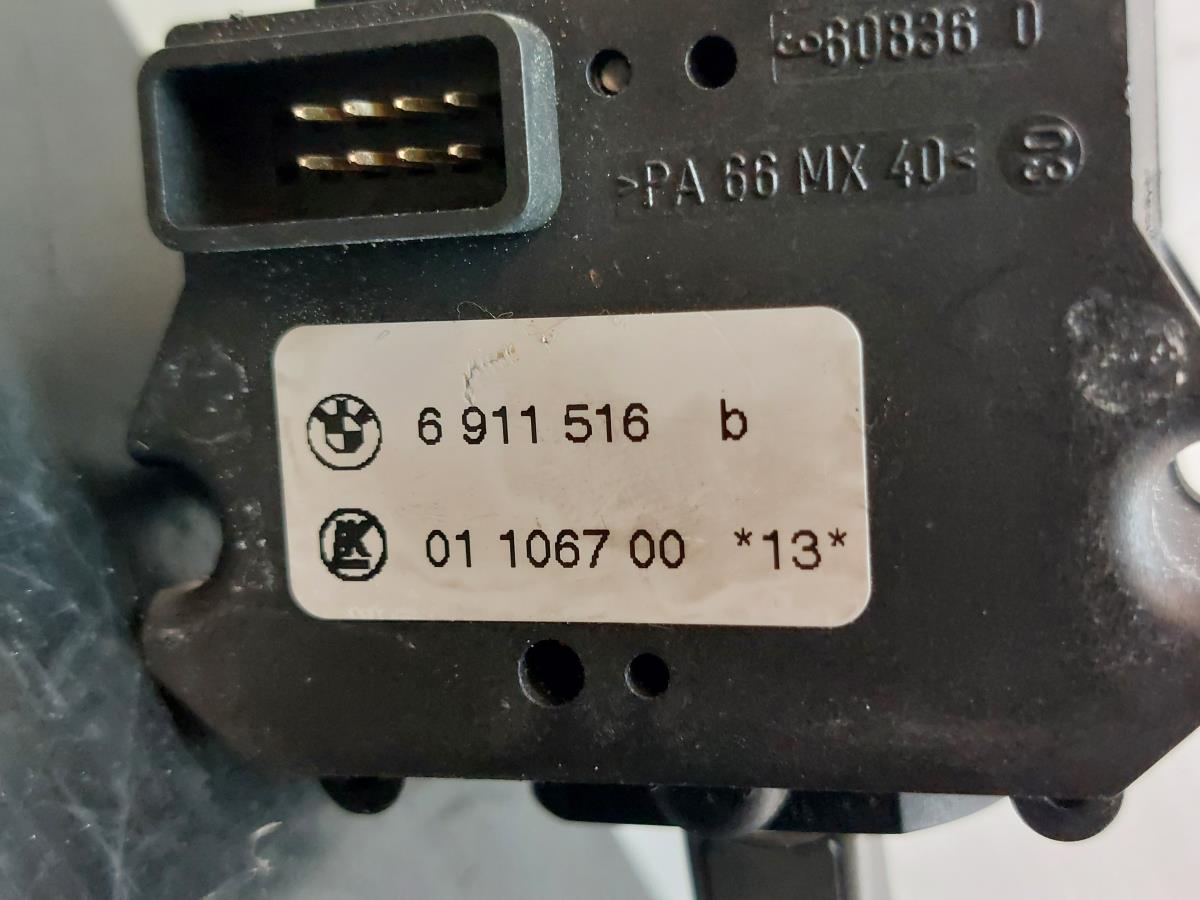 60836 0
>PA 66 MX 40<
6 911 516 b
01 1067 00 *13*